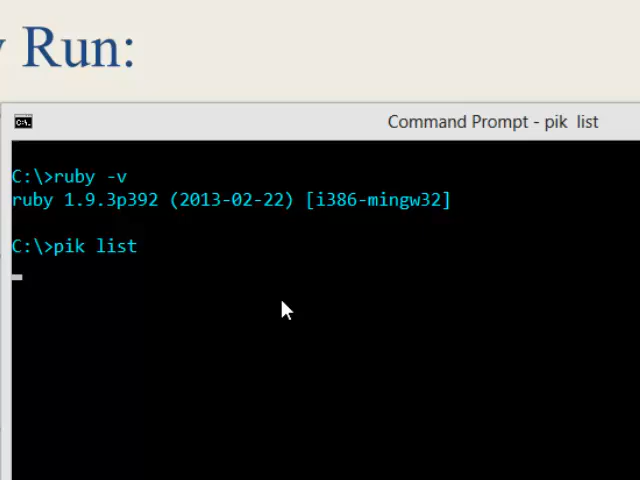 Run:
Command Prompt - pik  list
C:\>ruby -v
ruby 1.9.3p392 (2013-02-22) [i386-mingw32]
C:\>pik list